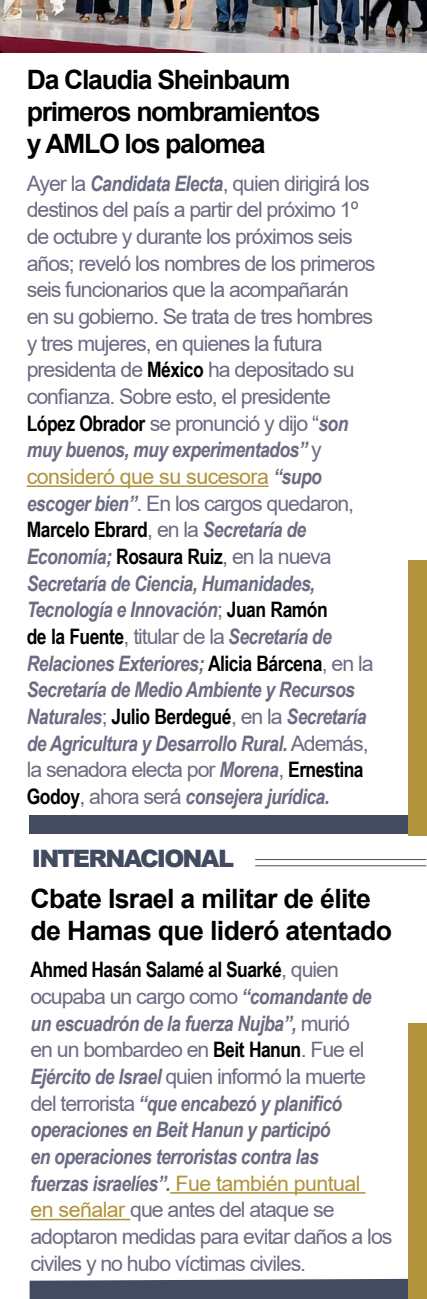 Da Claudia Sheinbaum
primeros nombramientos
y AMLO los palomea
Ayer la Candidata Electa, quien dirigirá los
destinos del país a partir del próximo 1º
de octubre y durante los próximos seis
años; reveló los nombres de los primeros
seis funcionarios que la acompañarán
en su gobierno. Se trata de tres hombres
y tres mujeres, en quienes la futura
presidenta de México ha depositado su
confianza. Sobre esto, el presidente
López Obrador se pronunció y dijo “son
muy buenos, muy experimentados” y
consideró que su sucesora “supo
escoger bien”. En los cargos quedaron,
Marcelo Ebrard, en la Secretaría de
Economía; Rosaura Ruiz, en la nueva
Secretaría de Ciencia, Humanidades,
Tecnología e Innovación; Juan Ramón
de la Fuente, titular de la Secretaría de
Relaciones Exteriores; Alicia Bárcena, en la
Secretaría de Medio Ambiente y Recursos
Naturales; Julio Berdegué, en la Secretaría
de Agricultura y Desarrollo Rural. Además,
la senadora electa por Morena, Ernestina
Godoy, ahora será consejera jurídica.
INTERNACIONAL
Cbate Israel a militar de élite
de Hamas que lideró atentado
Ahmed Hasán Salamé al Suarké, quien
ocupaba un cargo como “comandante de
un escuadrón de la fuerza Nujba”, murió
en un bombardeo en Beit Hanun. Fue el
Ejército de Israel quien informó la muerte
del terrorista “que encabezó y planificó
operaciones en Beit Hanun y participó
en operaciones terroristas contra las
fuerzas israelíes”. Fue también puntual
en señalar que antes del ataque se
adoptaron medidas para evitar daños a los
civiles y no hubo víctimas civiles.